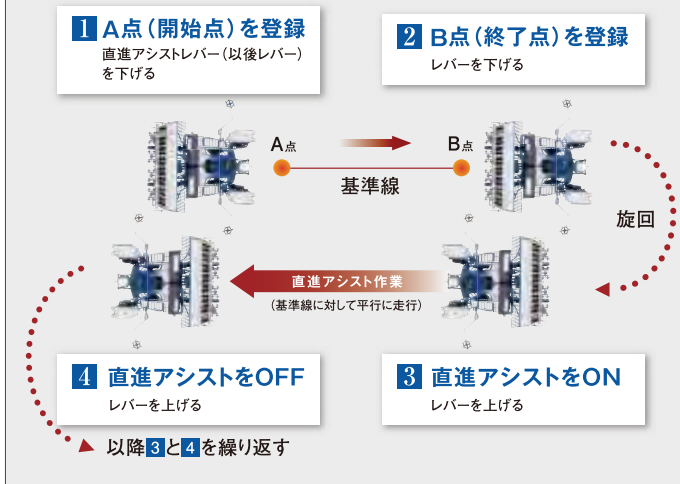 1 A点（開始点）を登録
直進アシストレバー（以後レバー）
を下げる
2 B点（終了点）を登録
レバーを下げる
A点
B点
基準線
旋回
直進アシスト作業
（基準線に対して平行に走行）
4 直進アシストをOFF
レバーを上げる
3 直進アシストをON
レバーを上げる
以降3と4を繰り返す